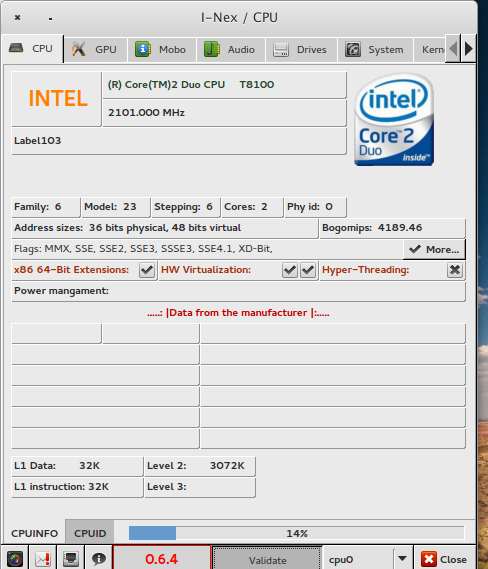 I-Nex / CPU
CPU GPU Mobo Audio Drives System Kern
INTEL
(R) Core(TM)2 Duo CPU T8100
2101.000 MHz
Label103
intel
Core™2
Duo inside™
Family: 6 Model: 23 Stepping: 6 Cores: 2 Phy id: 0
Address sizes: 36 bits physical, 48 bits virtual Bogomips: 4189.46
Flags: MMX, SSE, SSE2, SSE3, SSSE3, SSE4.1, XD-Bit, More...
x86 64-Bit Extensions: HW Virtualization: Hyper-Threading:
Power mangament:
.....: |Data from the manufacturer |:.....
L1 Data: 32K Level 2: 3072K
L1 instruction: 32K Level 3:
CPUINFO CPUID 14%
0.6.4 Validate cpu0 Close